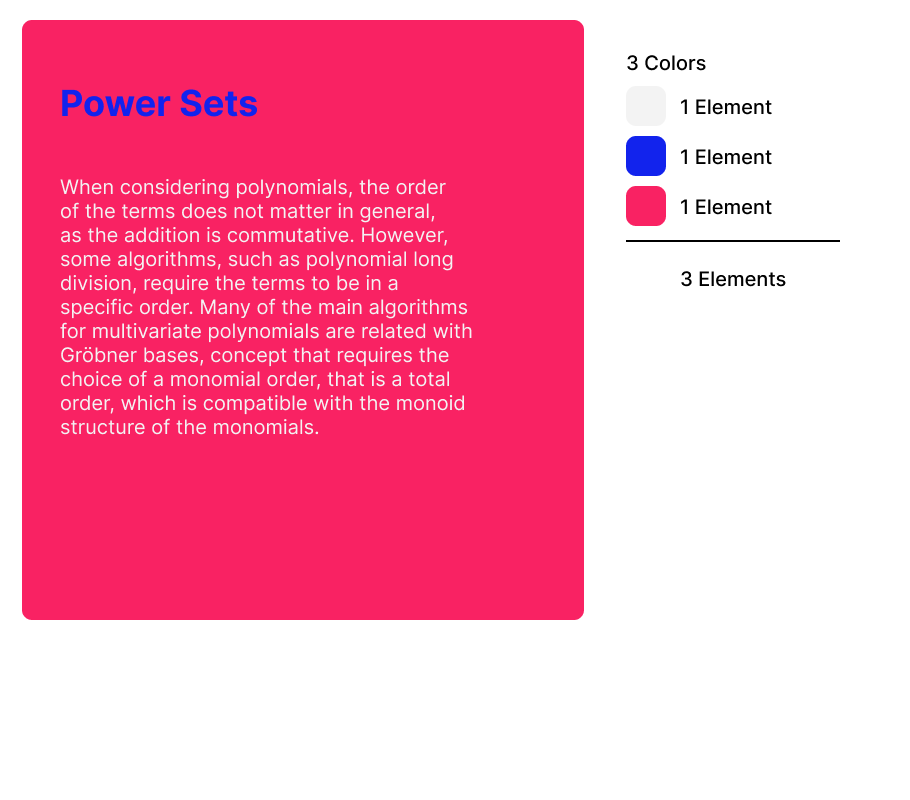 Power Sets
When considering polynomials, the order
of the terms does not matter in general,
as the addition is commutative. However,
some algorithms, such as polynomial long
division, require the terms to be in a
specific order. Many of the main algorithms
for multivariate polynomials are related with
Gröbner bases, concept that requires the
choice of a monomial order, that is a total
order, which is compatible with the monoid
structure of the monomials.
3 Colors
1 Element
1 Element
1 Element
3 Elements